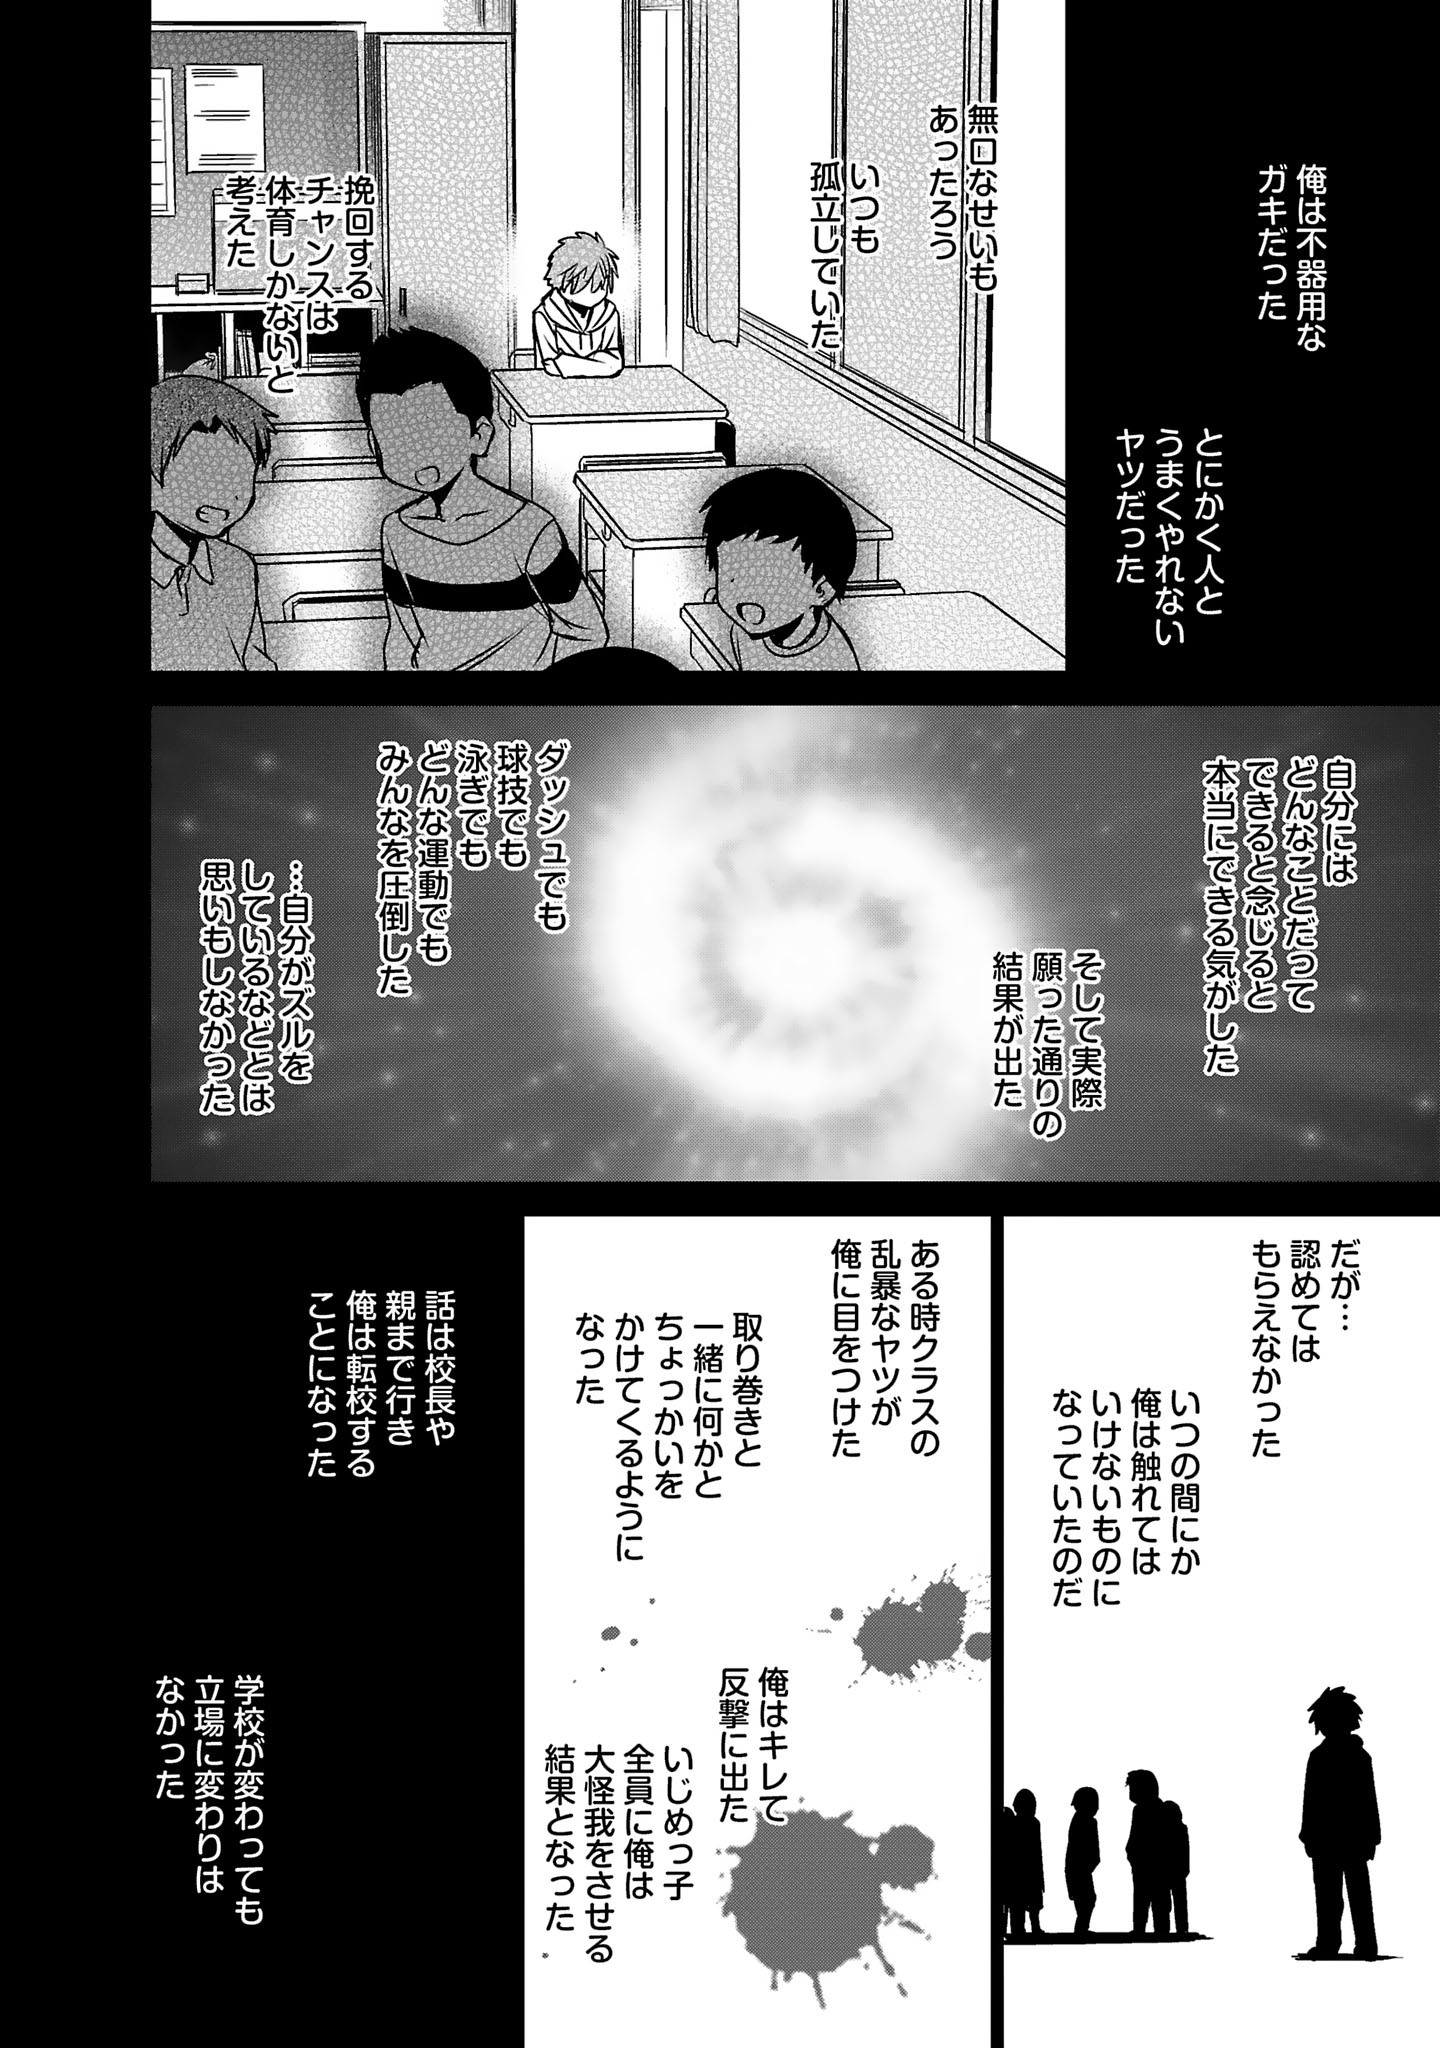 俺は不器用な
ガキだった
とにかく人と
うまくやれない
ヤツだった
無口なせいも
あったろう
いつも
孤立していた
挽回する
チャンスは
体育しかないと
考えた
自分には
どんなことだって
できると念じると
本当にできる気がした
そして実際
願った通りの
結果が出た
ダッシュでも
球技でも
泳ぎでも
どんな運動でも
みんなを圧倒した
…自分がズルを
しているなどとは
思いもしなかった
だが…
認めては
もらえなかった
いつの間にか
俺は触れては
いけないものに
なっていたのだ
ある時クラスの
乱暴なヤツが
俺に目をつけた
取り巻きと
一緒に何かと
ちょっかいを
かけてくるように
なった
俺はキレて
反撃に出た
いじめっ子
全員に俺は
大怪我をさせる
結果となった
話は校長や
親まで行き
俺は転校する
ことになった
学校が変わっても
立場に変わりは
なかった